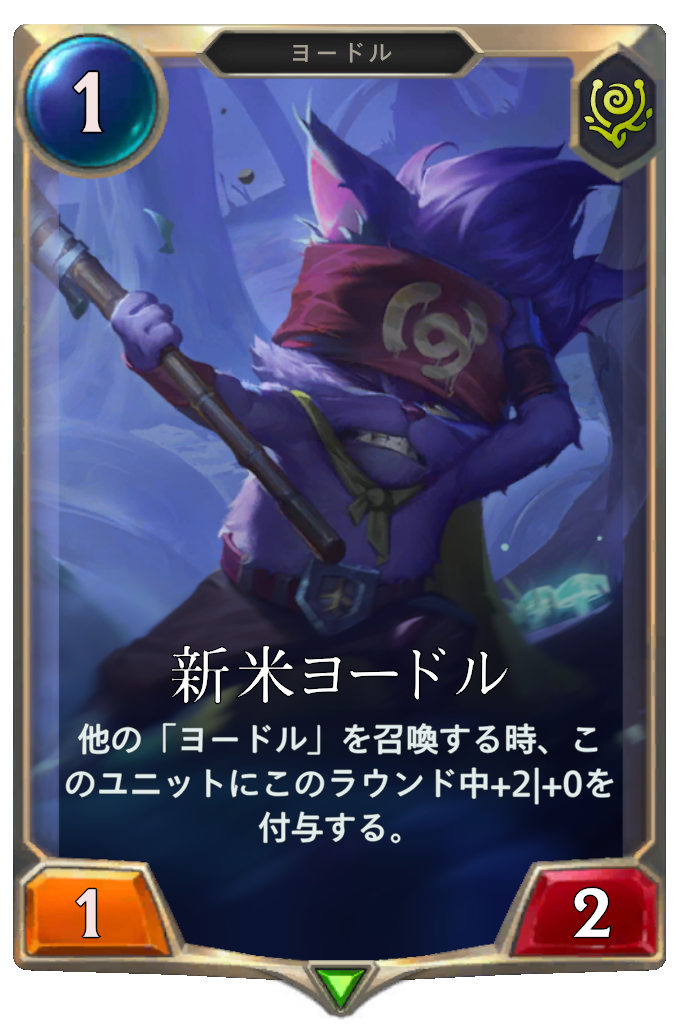 ヨードル
1
新米ヨードル
他の「ヨードル」を召喚する時、こ
のユニットにこのラウンド中+2|+0を
付与する。
1
2